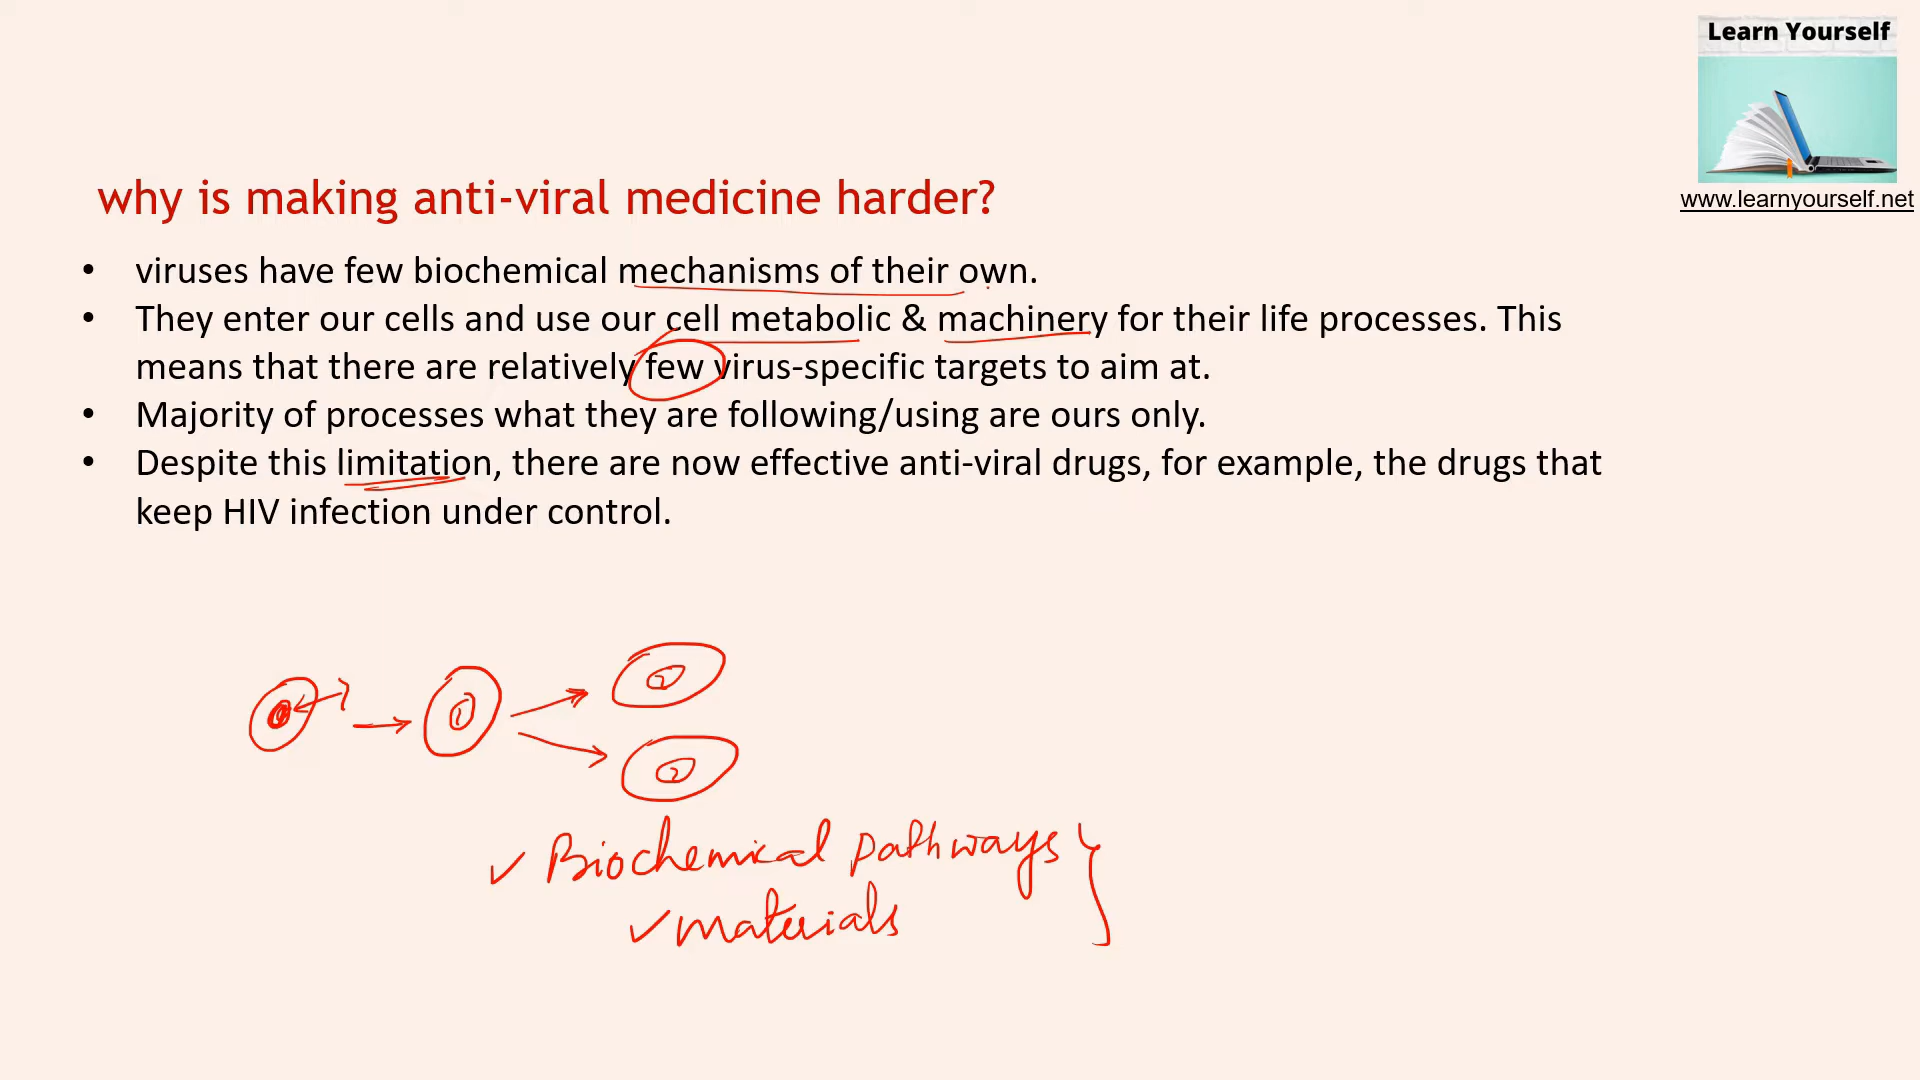 Learn Yourself
www.learnyourself.net
why is making anti-viral medicine harder?
• viruses have few biochemical mechanisms of their own.
• They enter our cells and use our cell metabolic & machinery for their life processes. This
means that there are relatively few virus-specific targets to aim at.
• Majority of processes what they are following/using are ours only.
• Despite this limitation, there are now effective anti-viral drugs, for example, the drugs that
keep HIV infection under control.
✓ Biochemical pathways
✓ materials